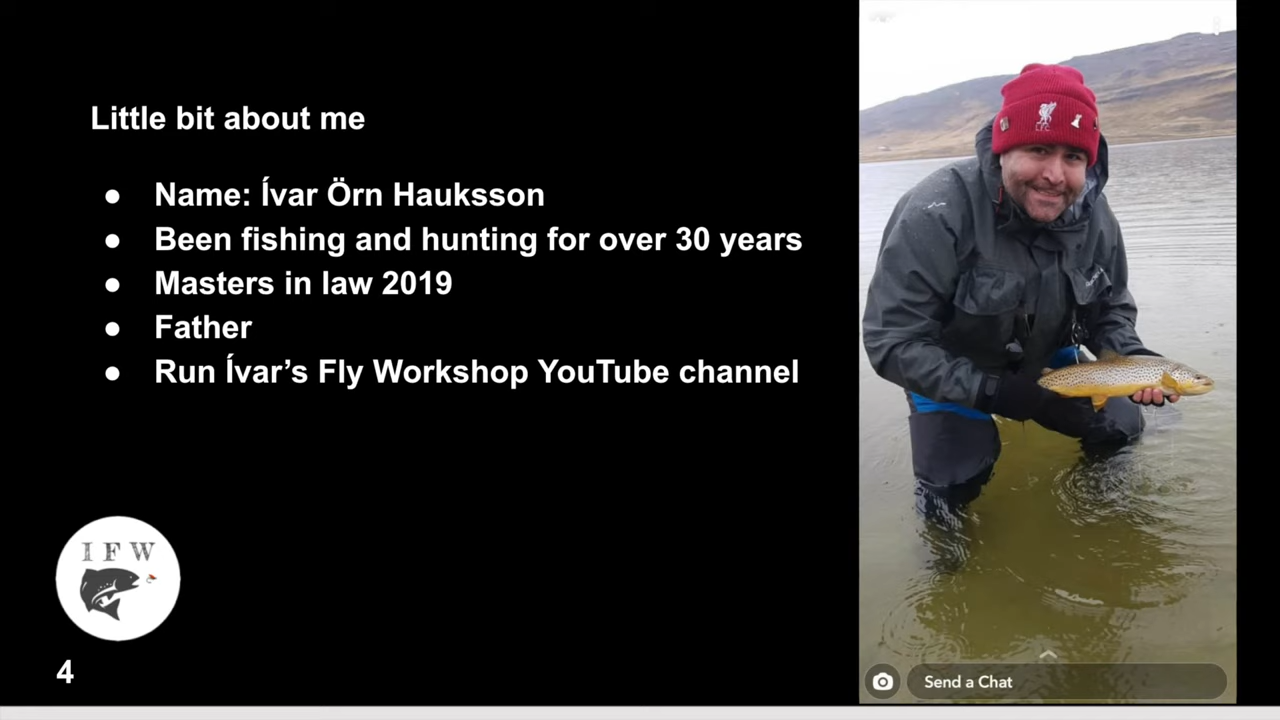 Little bit about me
● Name: Ívar Örn Hauksson
● Been fishing and hunting for over 30 years
● Masters in law 2019
● Father
● Run Ívar’s Fly Workshop YouTube channel
I F W
4
L.F.C.
Send a Chat